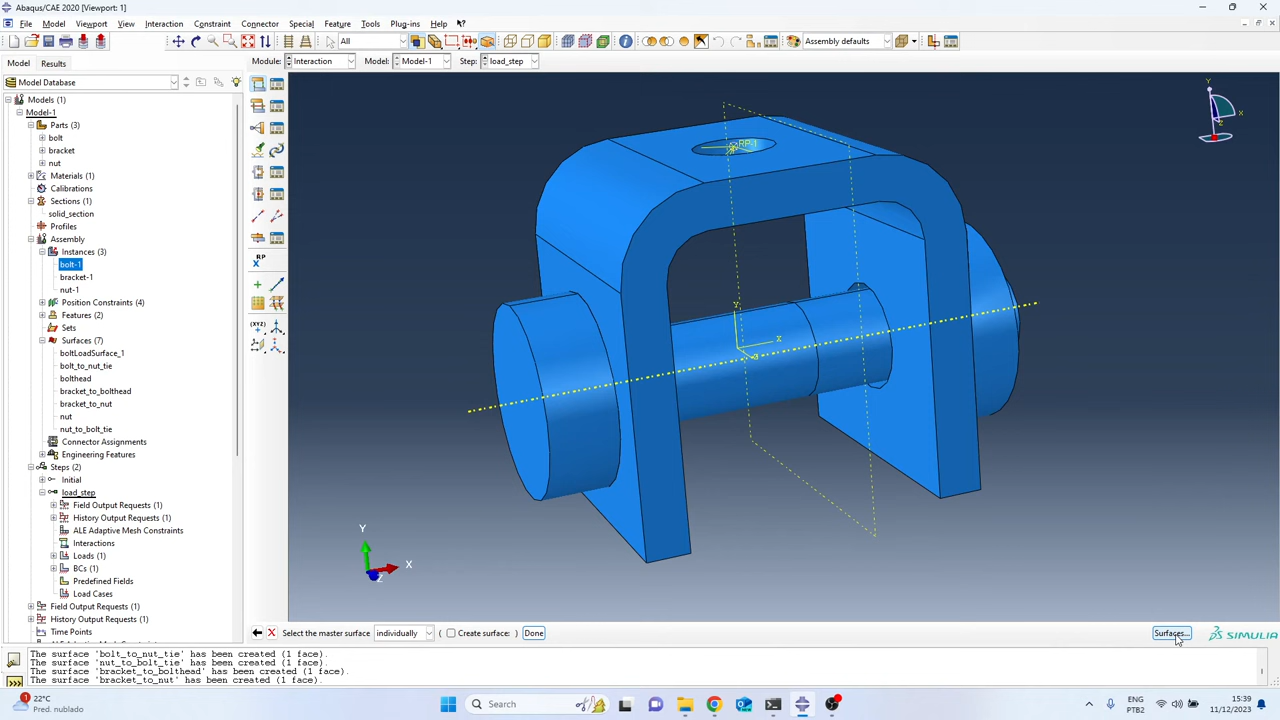 Abaqus/CAE 2020 [Viewport: 1]
File Model Viewport View Interaction Constraint Connector Special Feature Tools Plug-ins Help
All Assembly defaults
Model Results Module: Interaction Model: Model-1 Step: load_step
Model Database
Models (1)
Model-1
Parts (3)
bolt
bracket
nut
Materials (1)
Calibrations
Sections (1)
solid_section
Profiles
Assembly
Instances (3)
bolt-1
bracket-1
nut-1
Position Constraints (4)
Features (2)
Sets
Surfaces (7)
boltLoadSurface_1
bolt_to_nut_tie
bolthead
bracket_to_bolthead
bracket_to_nut
nut
nut_to_bolt_tie
Connector Assignments
Engineering Features
Steps (2)
Initial
load_step
Field Output Requests (1)
History Output Requests (1)
ALE Adaptive Mesh Constraints
Interactions
Loads (1)
BCs (1)
Predefined Fields
Load Cases
Field Output Requests (1)
History Output Requests (1)
Time Points
RP
X
(XYZ)
RP-1
Y
X
Y
X
Z
Y
X
Select the master surface individually ( Create surface: ) Done Surfaces... SIMULIA
The surface 'bolt_to_nut_tie' has been created (1 face).
The surface 'nut_to_bolt_tie' has been created (1 face).
The surface 'bracket_to_bolthead' has been created (1 face).
The surface 'bracket_to_nut' has been created (1 face).
1
22°C
Pred. nublado
Search
ENG
PTB2
15:39
11/12/2023